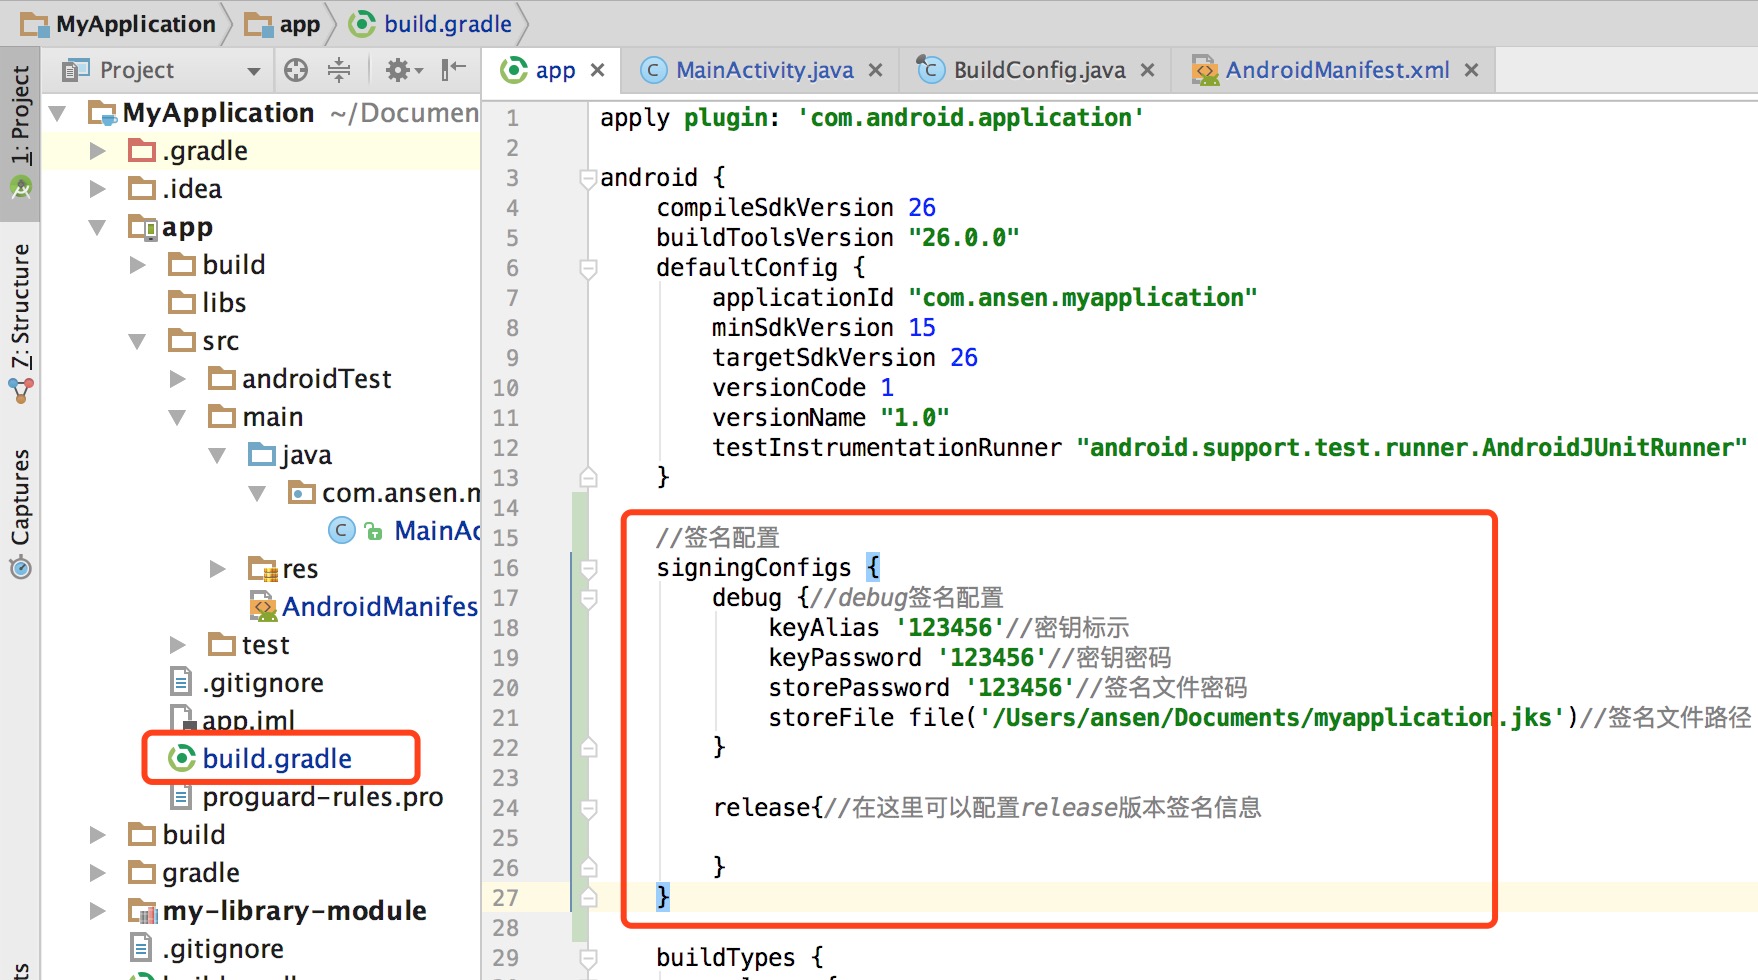 MyApplication app build.gradle
Project
app MainActivity.java BuildConfig.java AndroidManifest.xml
1: Project
7: Structure
Captures
MyApplication ~/Documen
.gradle
.idea
app
build
libs
src
androidTest
main
java
com.ansen.m
MainAc
res
AndroidManifes
test
.gitignore
app.iml
build.gradle
proguard-rules.pro
build
gradle
my-library-module
.gitignore
1 apply plugin: 'com.android.application'
2
3 android {
4 compileSdkVersion 26
5 buildToolsVersion "26.0.0"
6 defaultConfig {
7 applicationId "com.ansen.myapplication"
8 minSdkVersion 15
9 targetSdkVersion 26
10 versionCode 1
11 versionName "1.0"
12 testInstrumentationRunner "android.support.test.runner.AndroidJUnitRunner"
13 }
14
15 //签名配置
16 signingConfigs {
17 debug {//debug签名配置
18 keyAlias '123456'//密钥标示
19 keyPassword '123456'//密钥密码
20 storePassword '123456'//签名文件密码
21 storeFile file('/Users/ansen/Documents/myapplication.jks')//签名文件路径
22 }
23
24 release{//在这里可以配置release版本签名信息
25
26 }
27 }
28
29 buildTypes {